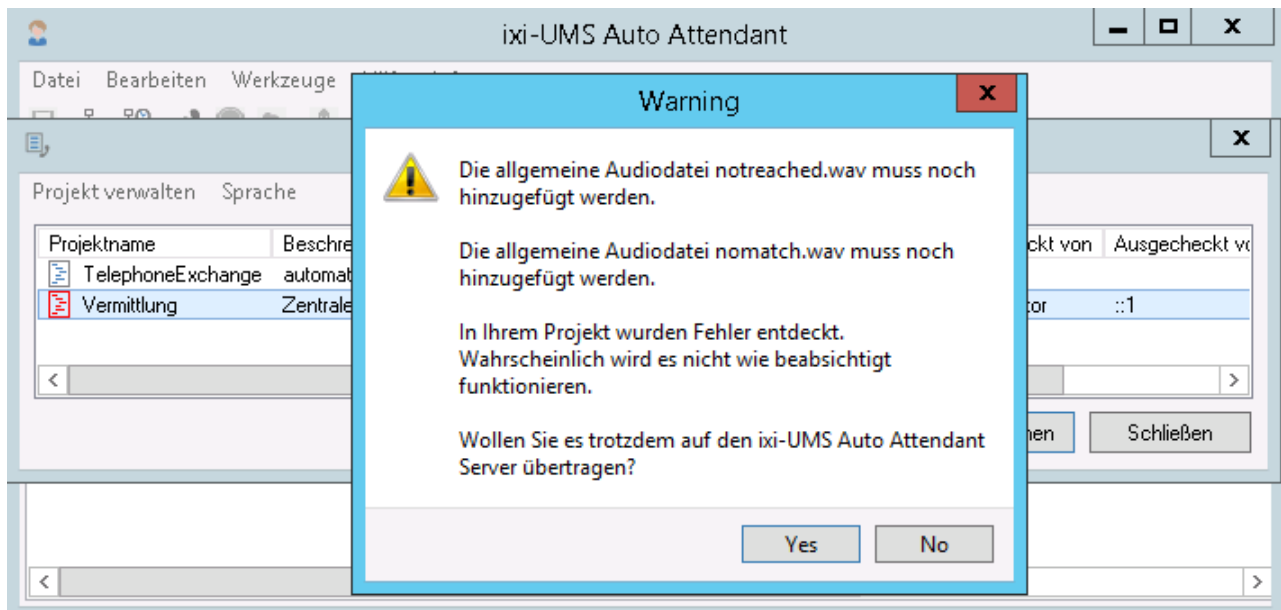 ixi-UMS Auto Attendant
Datei Bearbeiten Werkzeuge
Warning
Projekt verwalten Sprache
Die allgemeine Audiodatei notreached.wav muss noch
hinzugefügt werden.
Die allgemeine Audiodatei nomatch.wav muss noch
hinzugefügt werden.
In Ihrem Projekt wurden Fehler entdeckt.
Wahrscheinlich wird es nicht wie beabsichtigt
funktionieren.
Wollen Sie es trotzdem auf den ixi-UMS Auto Attendant
Server übertragen?
Yes No
Projektname Beschre ckt von Ausgecheckt vo
TelephoneExchange automat
Vermittlung Zentrale tor ::1
nen Schließen